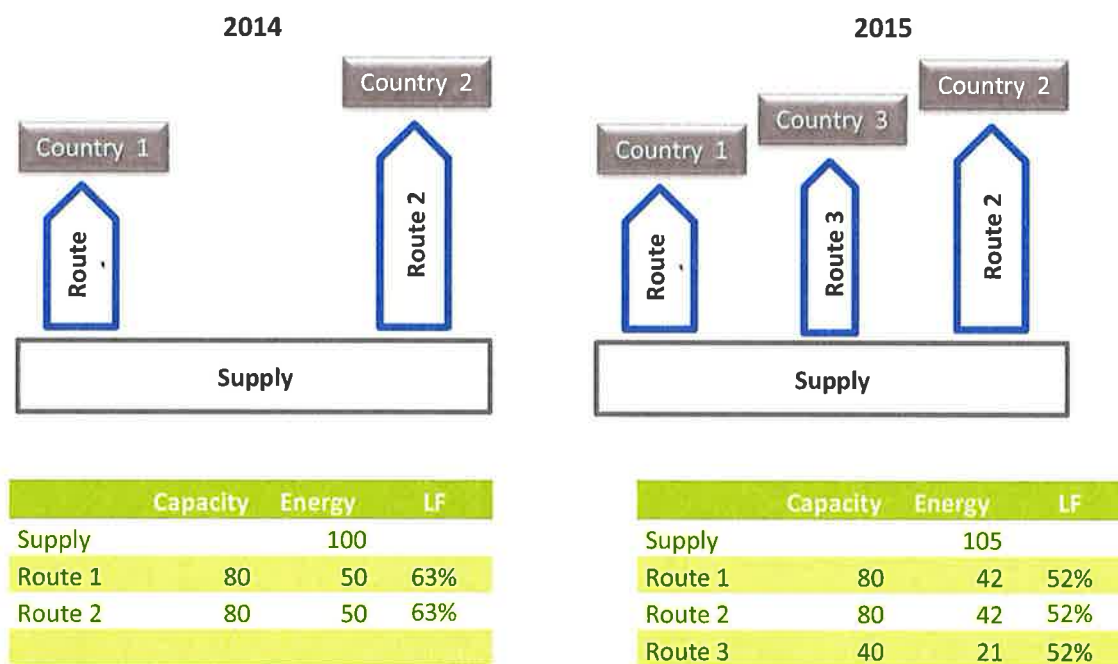 2014
2015
Country 2
Country 1
Route
Route 2
Supply
Country 2
Country 3
Country 1
Route
Route 3
Route 2
Supply
Capacity Energy LF
Supply 100
Route 1 80 50 63%
Route 2 80 50 63%
Capacity Energy LF
Supply 105
Route 1 80 42 52%
Route 2 80 42 52%
Route 3 40 21 52%